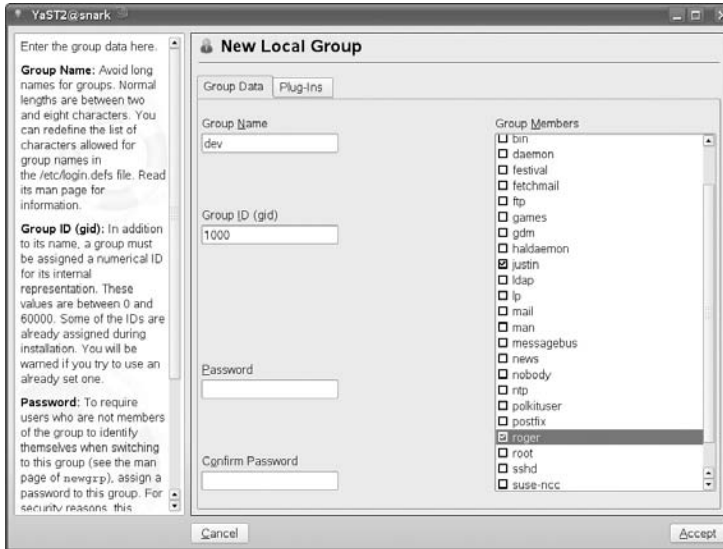 YaST2@snark
Enter the group data here.
Group Name: Avoid long
names for groups. Normal
lengths are between two
and eight characters. You
can redefine the list of
characters allowed for
group names in
the /etc/login.defs file. Read
its man page for
information.
Group ID (gid): In addition
to its name, a group must
be assigned a numerical ID
for its internal
representation. These
values are between 0 and
60000. Some of the IDs are
already assigned during
installation. You will be
warned if you try to use an
already set one.
Password: To require
users who are not members
of the group to identify
themselves when switching
to this group (see the man
page of newgrp), assign a
password to this group. For
security reasons, this
New Local Group
Group Data
Plug-Ins
Group Name
dev
Group ID (gid)
1000
Password
Confirm Password
Group Members
bin
daemon
festival
fetchmail
ftp
games
gdm
haldaemon
justin
ldap
lp
mail
man
messagebus
news
nobody
ntp
polkituser
postfix
roger
root
sshd
suse-ncc
Cancel
Accept